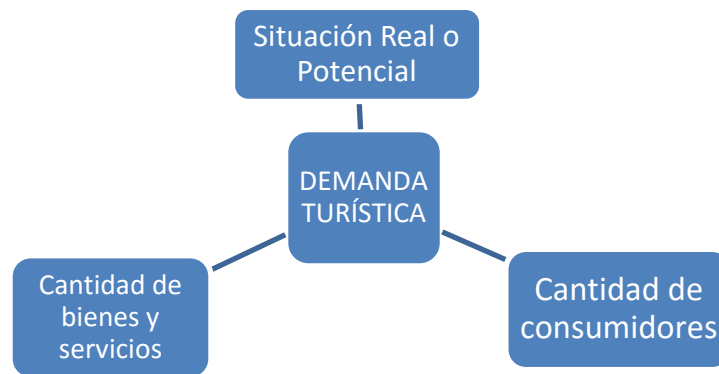 Situación Real o
Potencial
DEMANDA
TURÍSTICA
Cantidad de
bienes y
servicios
Cantidad de
consumidores